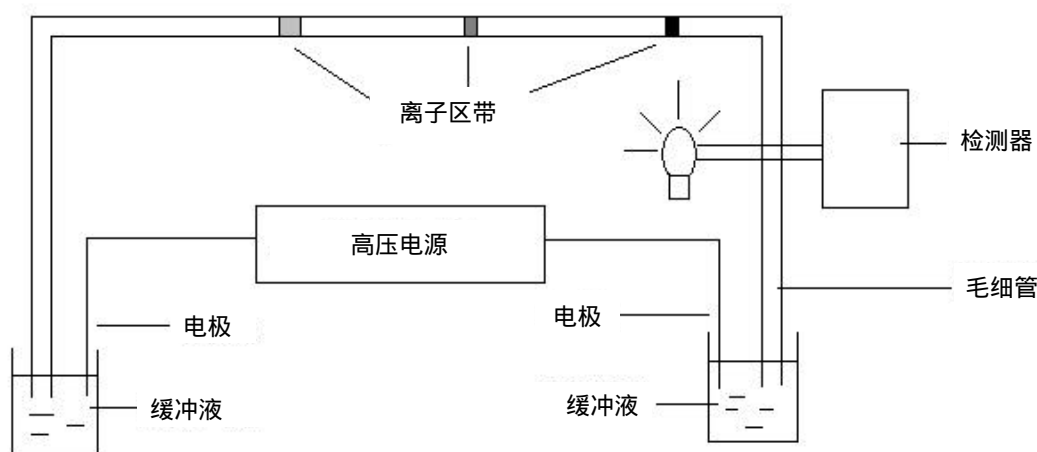 离子区带
检测器
高压电源
毛细管
电极
电极
缓冲液
缓冲液